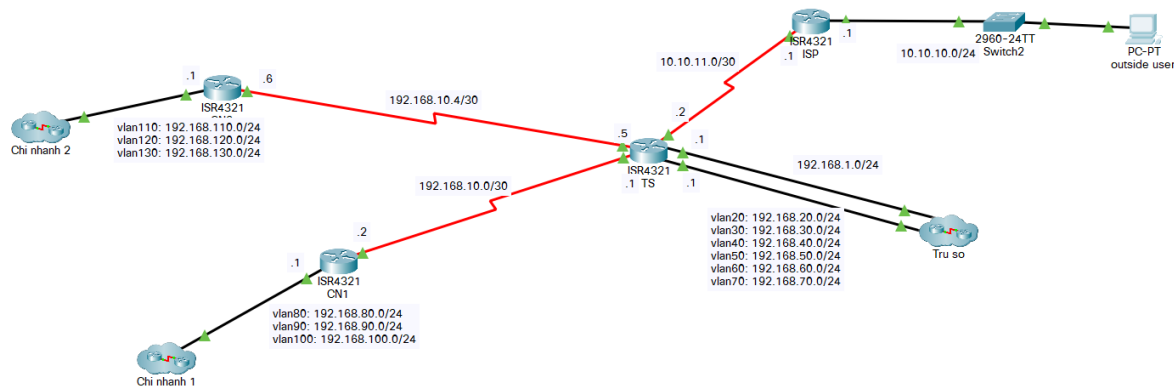 .1
ISR4321
ISP
.1
10.10.10.0/24
2960-24TT
Switch2
PC-PT
outside user
10.10.11.0/30
.1
.6
ISR4321
192.168.10.4/30
Chi nhanh 2
vlan110: 192.168.110.0/24
vlan120: 192.168.120.0/24
vlan130: 192.168.130.0/24
.2
.5
.1
192.168.1.0/24
ISR4321
TS
.1
.1
192.168.10.0/30
vlan20: 192.168.20.0/24
vlan30: 192.168.30.0/24
vlan40: 192.168.40.0/24
vlan50: 192.168.50.0/24
vlan60: 192.168.60.0/24
vlan70: 192.168.70.0/24
Tru so
.2
.1
ISR4321
CN1
vlan80: 192.168.80.0/24
vlan90: 192.168.90.0/24
vlan100: 192.168.100.0/24
Chi nhanh 1